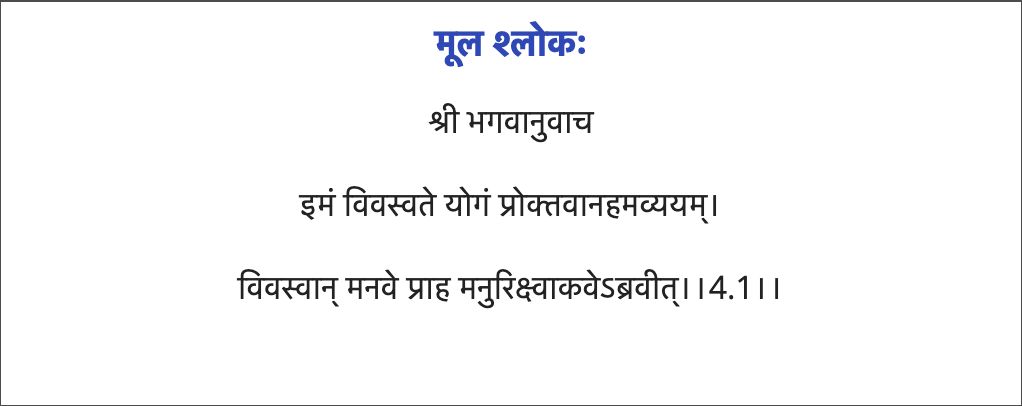 मूल श्लोकः
श्री भगवानुवाच
इमं विवस्वते योगं प्रोक्तवानहमव्ययम्।
विवस्वान् मनवे प्राह मनुरिक्ष्वाकवेऽब्रवीत्।।4.1।।